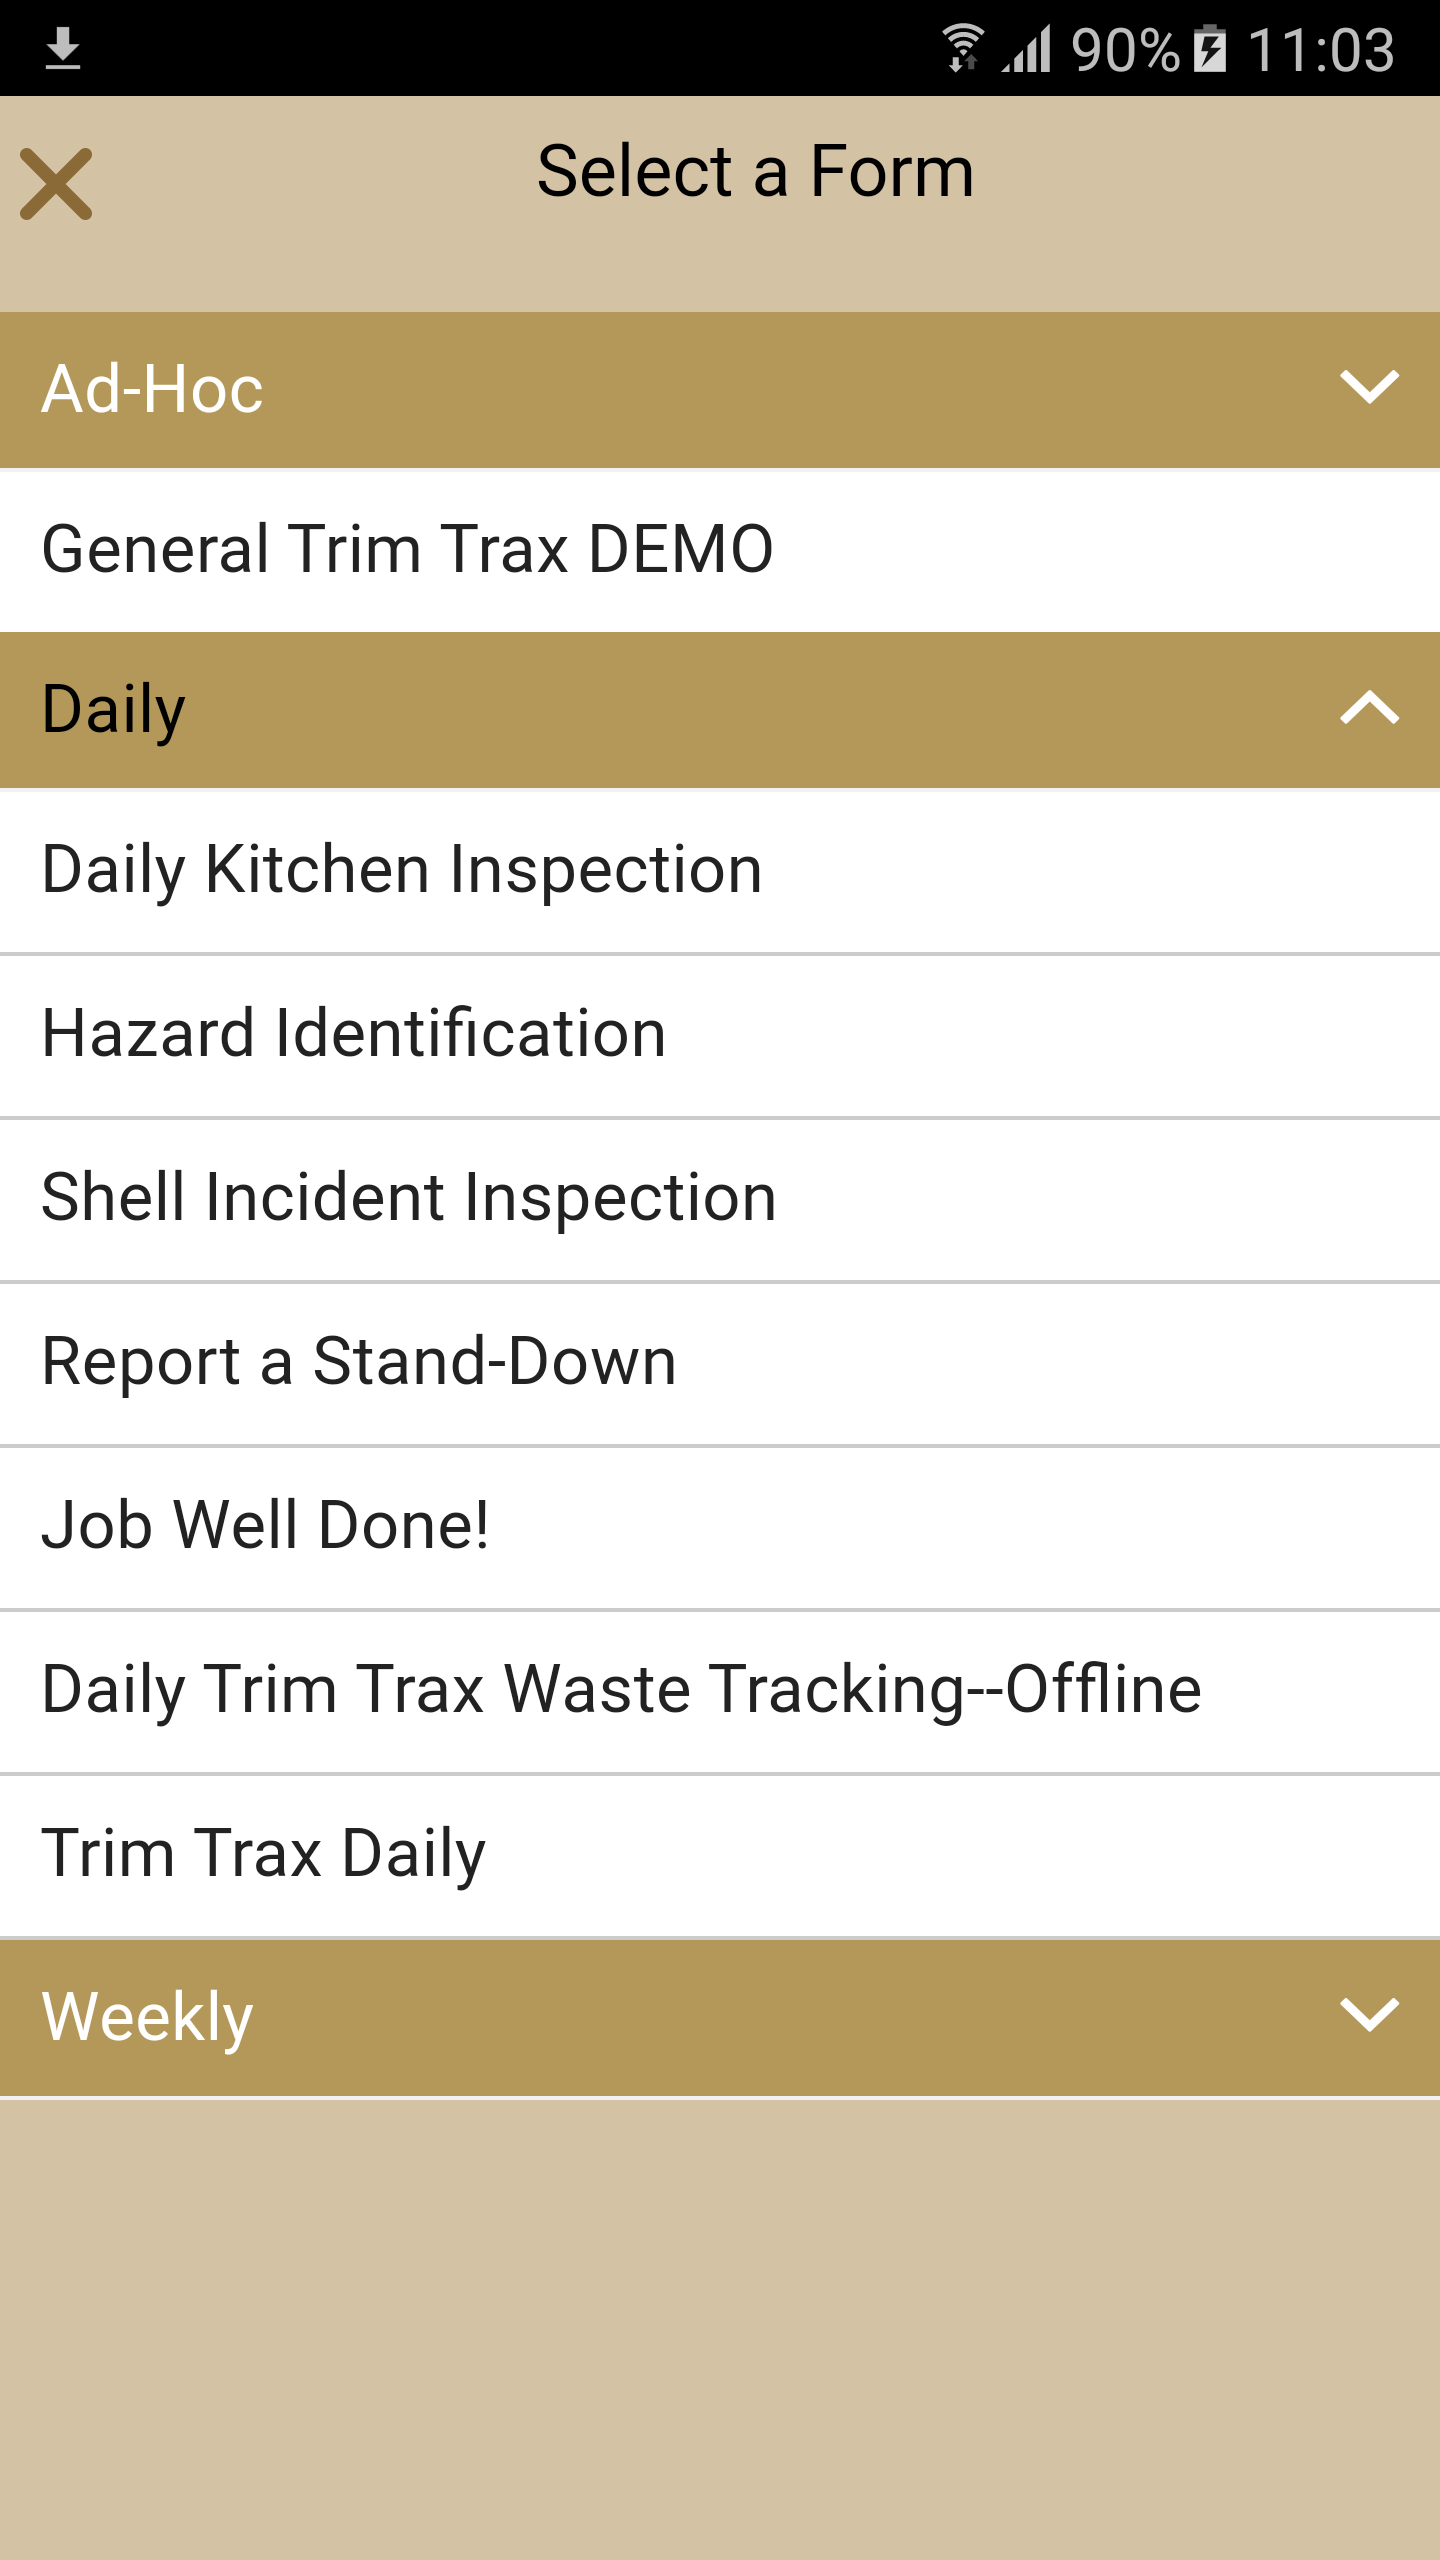 90% 11:03
Select a Form
Ad-Hoc
General Trim Trax DEMO
Daily
Daily Kitchen Inspection
Hazard Identification
Shell Incident Inspection
Report a Stand-Down
Job Well Done!
Daily Trim Trax Waste Tracking--Offline
Trim Trax Daily
Weekly